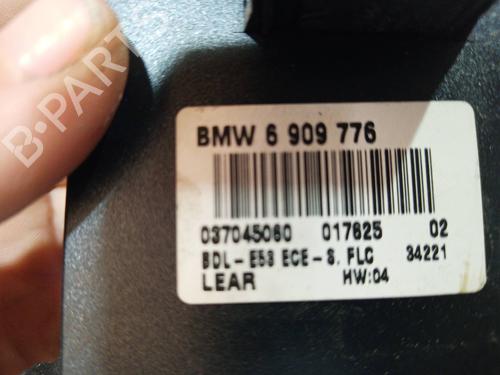 B-PARTS
BMW 6 909 776
037045060 017625 02
BDL-E53 ECE-S, FLC 34221
LEAR HW:04